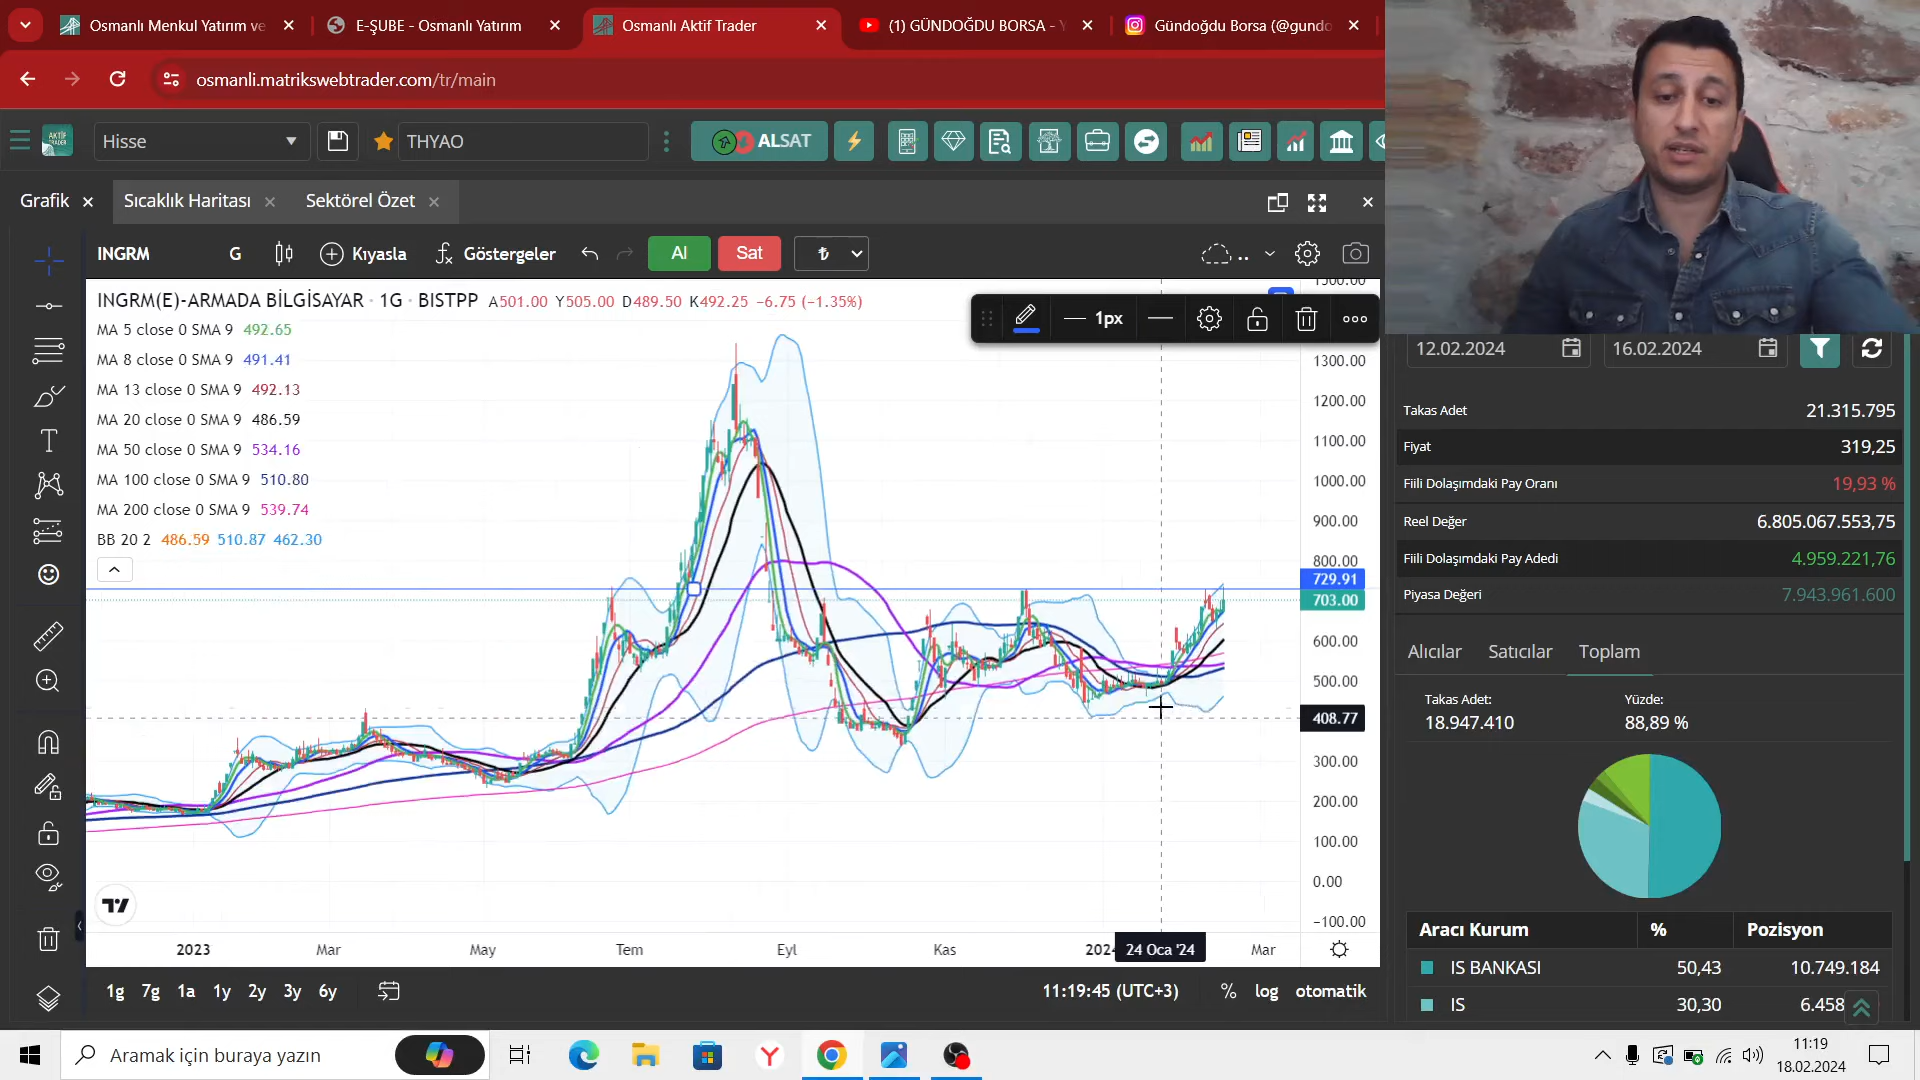 Osmanlı Menkul Yatırım ve
E-ŞUBE - Osmanlı Yatırım
Osmanlı Aktif Trader
(1) GÜNDOĞDU BORSA - Y
Gündoğdu Borsa (@gundo
osmanli.matrikswebtrader.com/tr/main
AKTİF
TRADER
Hisse
THYAO
ALSAT
Grafik
Sıcaklık Haritası
Sektörel Özet
INGRM
G
Kıyasla
Göstergeler
Al
Sat
₺
INGRM(E)-ARMADA BİLGİSAYAR · 1G · BISTPP A501.00 Y505.00 D489.50 K492.25 −6.75 (−1.35%)
MA 5 close 0 SMA 9 492.65
MA 8 close 0 SMA 9 491.41
MA 13 close 0 SMA 9 492.13
MA 20 close 0 SMA 9 486.59
MA 50 close 0 SMA 9 534.16
MA 100 close 0 SMA 9 510.80
MA 200 close 0 SMA 9 539.74
BB 20 2 486.59 510.87 462.30
1px
1500.00
1300.00
1200.00
1100.00
1000.00
900.00
800.00
729.91
703.00
600.00
500.00
408.77
300.00
200.00
100.00
0.00
−100.00
2023
Mar
May
Tem
Eyl
Kas
2024
24 Oca '24
Mar
1g
7g
1a
1y
2y
3y
6y
11:19:45 (UTC+3)
%
log
otomatik
12.02.2024
16.02.2024
Takas Adet 21.315.795
Fiyat 319,25
Fiili Dolaşımdaki Pay Oranı 19,93 %
Reel Değer 6.805.067.553,75
Fiili Dolaşımdaki Pay Adedi 4.959.221,76
Piyasa Değeri 7.943.961.600
Alıcılar
Satıcılar
Toplam
Takas Adet: Yüzde:
18.947.410 88,89 %
Aracı Kurum % Pozisyon
IS BANKASI 50,43 10.749.184
IS 30,30 6.458
Aramak için buraya yazın
11:19
18.02.2024